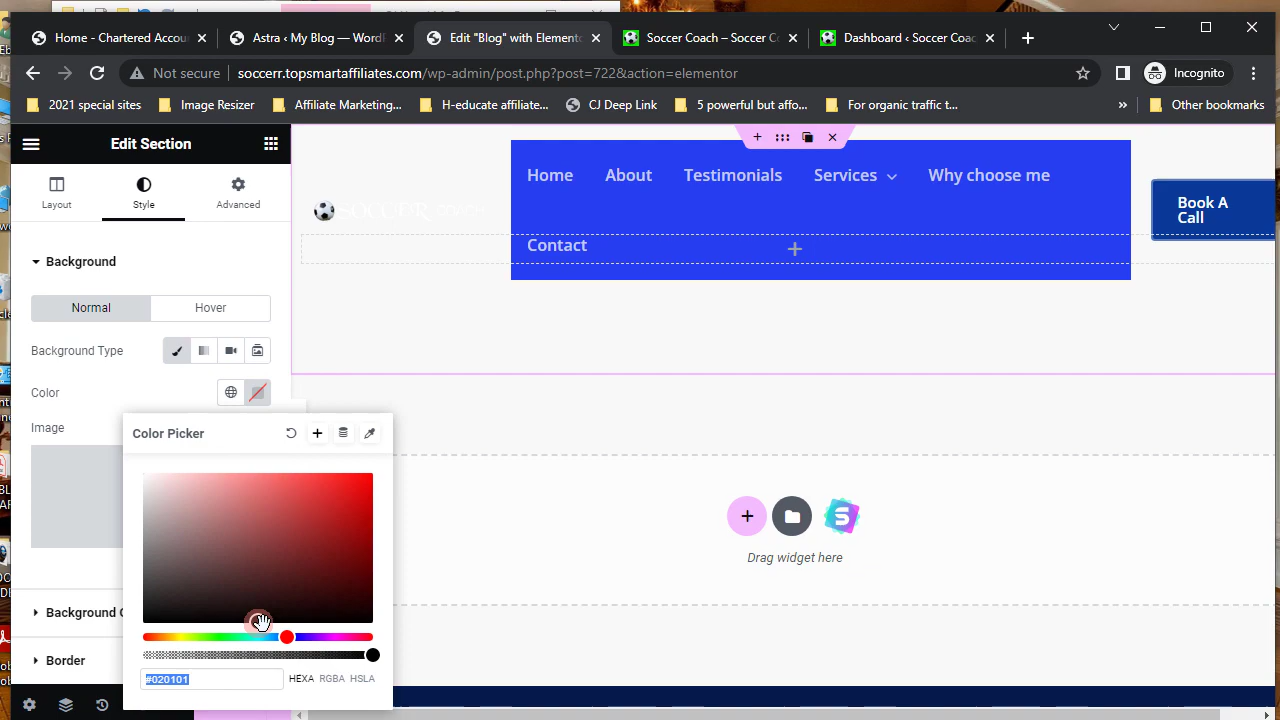 Home - Chartered Accou
Astra ‹ My Blog — WordP
Edit "Blog" with Elemento
Soccer Coach – Soccer C
Dashboard ‹ Soccer Coac
Not secure
soccerr.topsmartaffiliates.com/wp-admin/post.php?post=722&action=elementor
Incognito
2021 special sites
Image Resizer
Affiliate Marketing...
H-educate affiliate...
CJ Deep Link
5 powerful but affo...
For organic traffic t...
»
Other bookmarks
Edit Section
Layout
Style
Advanced
Background
Normal
Hover
Background Type
Color
Image
Color Picker
#020101
HEXA
RGBA
HSLA
Background O
Border
SOCCER
Home
About
Testimonials
Services
Why choose me
Contact
Book A
Call
Drag widget here